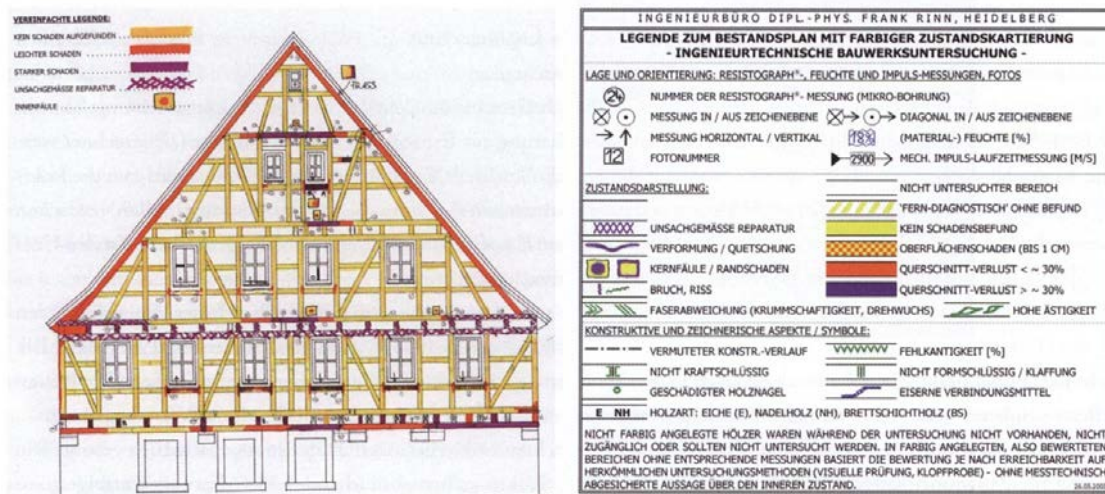 VEREINFACHTE LEGENDE:
KEIN SCHADEN AUFGEFUNDEN
LEICHTER SCHADEN
STARKER SCHADEN
UNSACHGEMÄSSE REPARATUR
INNENFÄULE
INGENIEURBÜRO DIPL.-PHYS. FRANK RINN, HEIDELBERG
LEGENDE ZUM BESTANDSPLAN MIT FARBIGER ZUSTANDSKARTIERUNG
- INGENIEURTECHNISCHE BAUWERKSUNTERSUCHUNG -
LAGE UND ORIENTIERUNG: RESISTOGRAPH®-, FEUCHTE UND IMPULS-MESSUNGEN, FOTOS
24 NUMMER DER RESISTOGRAPH®- MESSUNG (MIKRO-BOHRUNG)
MESSUNG IN / AUS ZEICHENEBENE DIAGONAL IN / AUS ZEICHENEBENE
MESSUNG HORIZONTAL / VERTIKAL (MATERIAL-) FEUCHTE [%]
12 FOTONUMMER 2900 MECH. IMPULS-LAUFZEITMESSUNG [M/S]
ZUSTANDSDARSTELLUNG: NICHT UNTERSUCHTER BEREICH
'FERN-DIAGNOSTISCH' OHNE BEFUND
UNSACHGEMÄSSE REPARATUR KEIN SCHADENSBEFUND
VERFORMUNG / QUETSCHUNG OBERFLÄCHENSCHADEN (BIS 1 CM)
KERNFÄULE / RANDSCHADEN QUERSCHNITT-VERLUST < ~ 30%
BRUCH, RISS QUERSCHNITT-VERLUST > ~ 30%
FASERABWEICHUNG (KRUMMSCHAFTIGKEIT, DREHWUCHS) HOHE ÄSTIGKEIT
KONSTRUKTIVE UND ZEICHNERISCHE ASPEKTE / SYMBOLE:
VERMUTETER KONSTR.-VERLAUF FEHLKANTIGKEIT [%]
NICHT KRAFTSCHLÜSSIG NICHT FORMSCHLÜSSIG / KLAFFUNG
GESCHÄDIGTER HOLZNAGEL EISERNE VERBINDUNGSMITTEL
E NH HOLZART: EICHE (E), NADELHOLZ (NH), BRETTSCHICHTHOLZ (BS)
NICHT FARBIG ANGELEGTE HÖLZER WAREN WÄHREND DER UNTERSUCHUNG NICHT VORHANDEN, NICHT
ZUGÄNGLICH ODER SOLLTEN NICHT UNTERSUCHT WERDEN. IN FARBIG ANGELEGTEN, ALSO BEWERTETEN
BEREICHEN OHNE ENTSPRECHENDE MESSUNGEN BASIERT DIE BEWERTUNG JE NACH ERREICHBARKEIT AUF
HERKÖMMLICHEN UNTERSUCHUNGSMETHODEN (VISUELLE PRÜFUNG, KLOPFPROBE) - OHNE MESSTECHNISCH
ABGESICHERTE AUSSAGE ÜBER DEN INNEREN ZUSTAND.